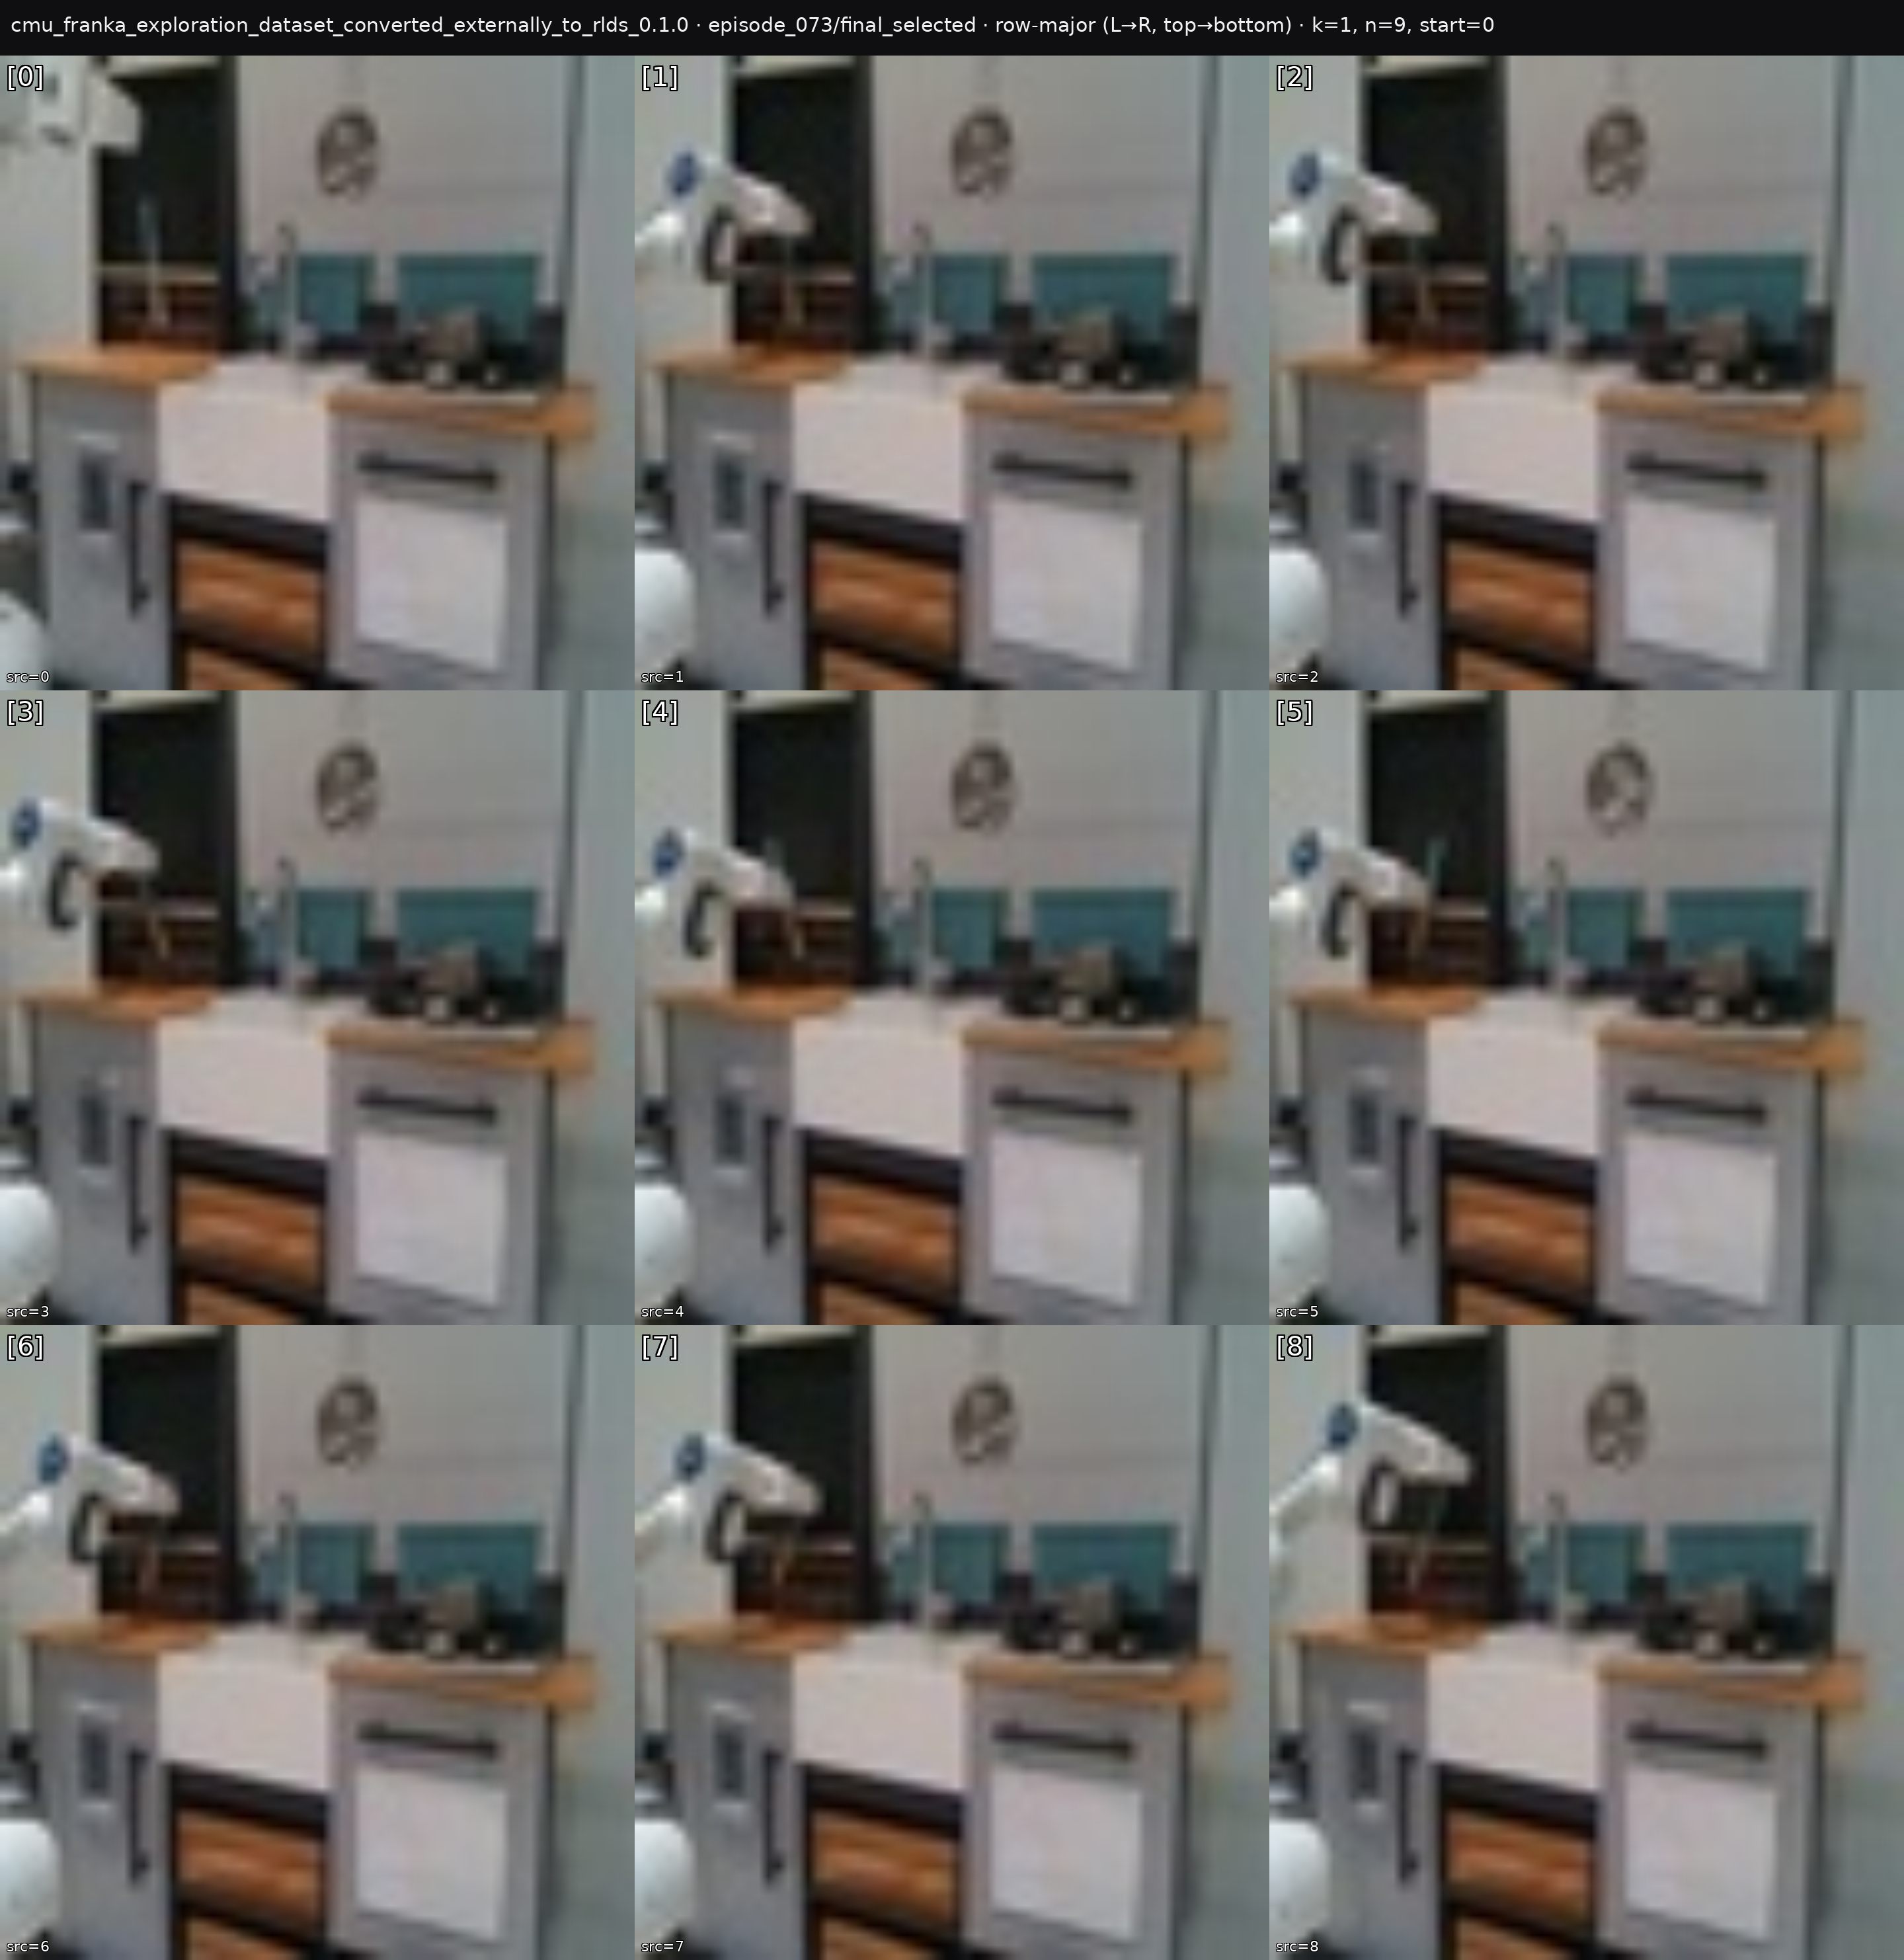 cmu_franka_exploration_dataset_converted_externally_to_rlds_0.1.0 · episode_073/final_selected · row-major (L→R, top→bottom) · k=1, n=9, start=0
[0]
[1]
[2]
src=0
src=1
src=2
[3]
[4]
[5]
src=3
src=4
src=5
[6]
[7]
[8]
src=6
src=7
src=8